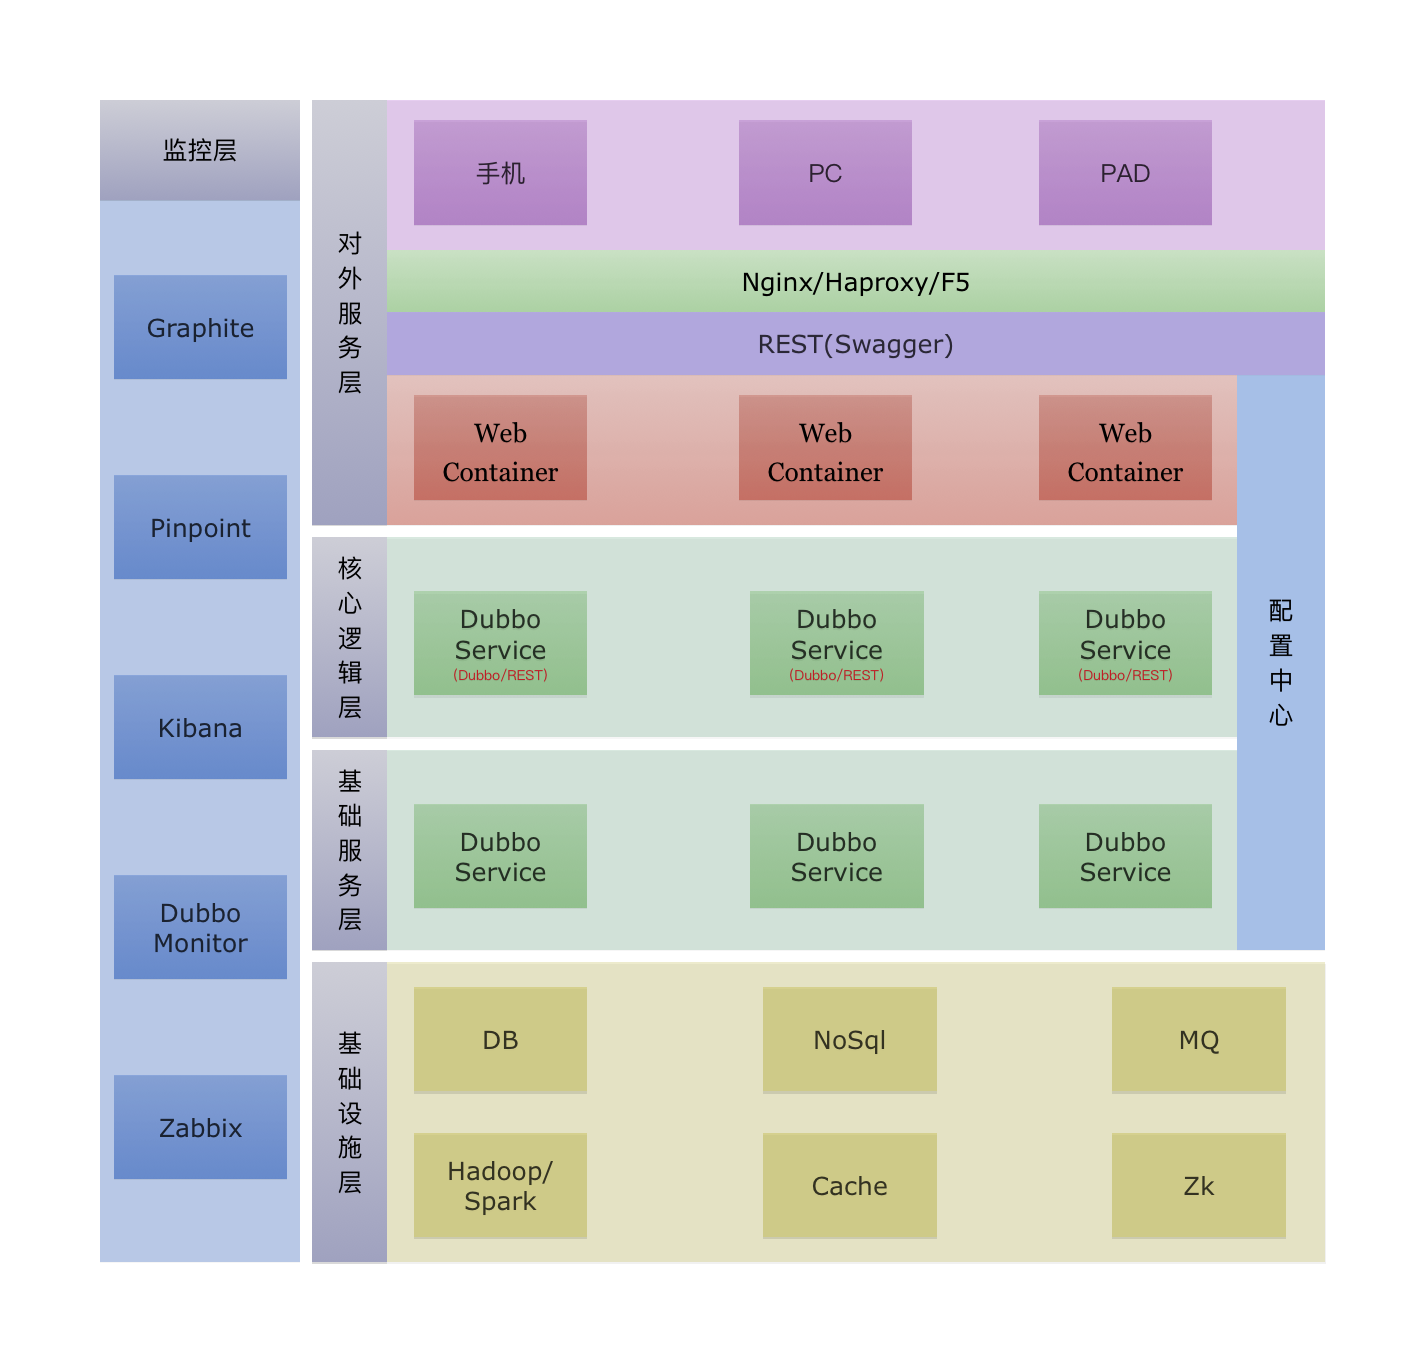 监控层
Graphite
Pinpoint
Kibana
Dubbo
Monitor
Zabbix
对外服务层
手机
PC
PAD
Nginx/Haproxy/F5
REST(Swagger)
Web
Container
Web
Container
Web
Container
核心逻辑层
Dubbo
Service
(Dubbo/REST)
Dubbo
Service
(Dubbo/REST)
Dubbo
Service
(Dubbo/REST)
配置中心
基础服务层
Dubbo
Service
Dubbo
Service
Dubbo
Service
基础设施层
DB
NoSql
MQ
Hadoop/
Spark
Cache
Zk